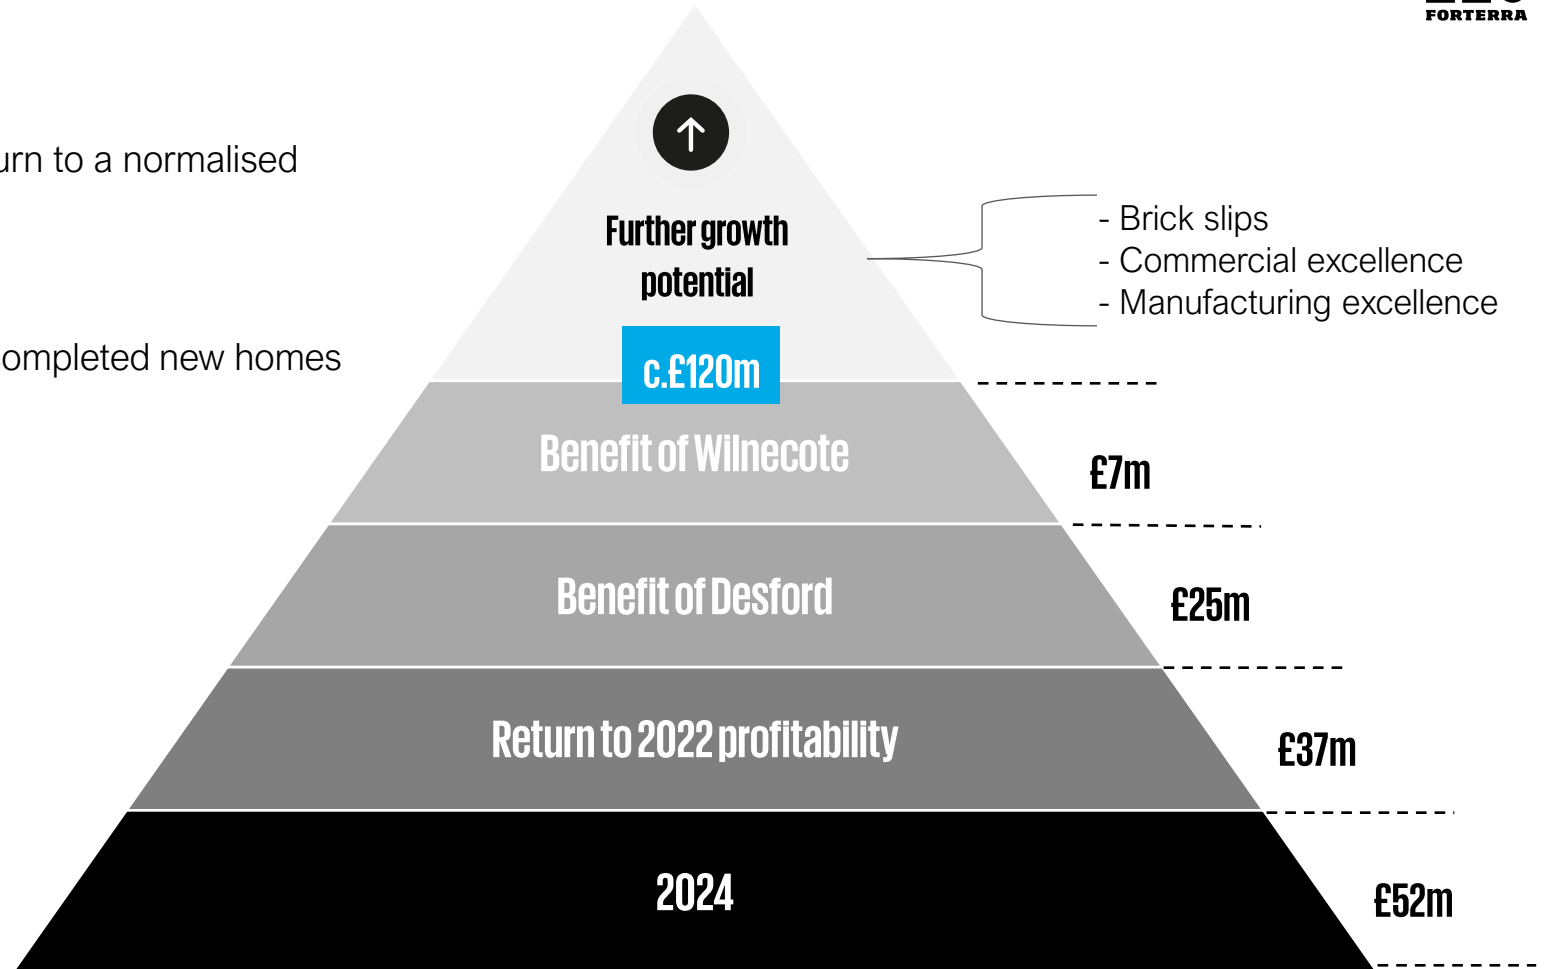 FORTERRA
urn to a normalised
ompleted new homes
Further growth
potential
- Brick slips
- Commercial excellence
- Manufacturing excellence
c.£120m
Benefit of Wilnecote
£7m
Benefit of Desford
£25m
Return to 2022 profitability
£37m
2024
£52m